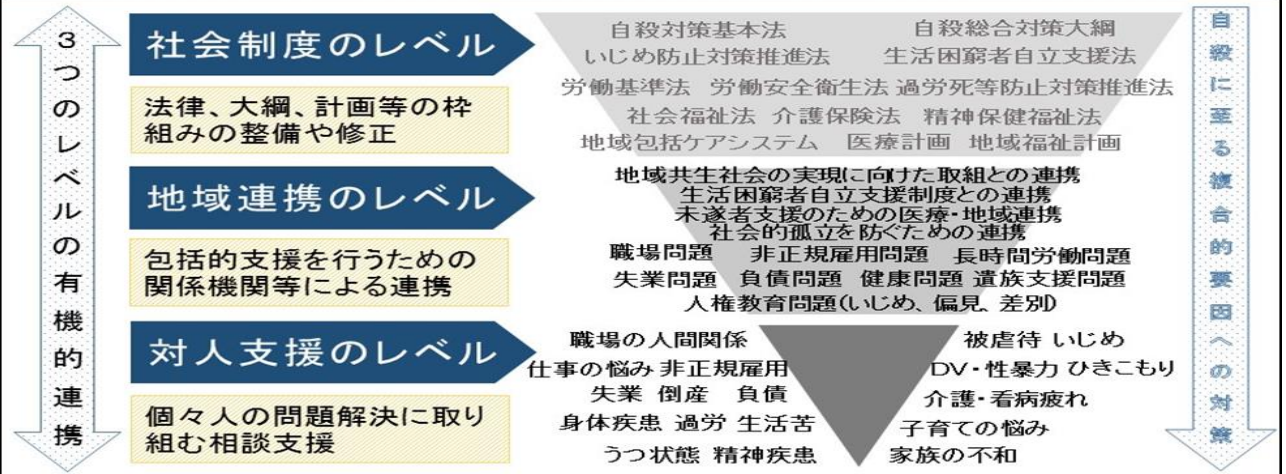 3つのレベルの有機的連携
社会制度のレベル
法律、大綱、計画等の枠
組みの整備や修正
自殺対策基本法 自殺総合対策大綱
いじめ防止対策推進法 生活困窮者自立支援法
労働基準法 労働安全衛生法 過労死等防止対策推進法
社会福祉法 介護保険法 精神保健福祉法
地域包括ケアシステム 医療計画 地域福祉計画
地域連携のレベル
包括的支援を行うための
関係機関等による連携
地域共生社会の実現に向けた取組との連携
生活困窮者自立支援制度との連携
未遂者支援のための医療・地域連携
社会的孤立を防ぐための連携
職場問題 非正規雇用問題 長時間労働問題
失業問題 負債問題 健康問題 遺族支援問題
人権教育問題(いじめ、偏見、差別)
対人支援のレベル
個々人の問題解決に取り
組む相談支援
職場の人間関係 被虐待 いじめ
仕事の悩み 非正規雇用 DV・性暴力 ひきこもり
失業 倒産 負債 介護・看病疲れ
身体疾患 過労 生活苦 子育ての悩み
うつ状態 精神疾患 家族の不和
自殺に至る複合的要因への対策